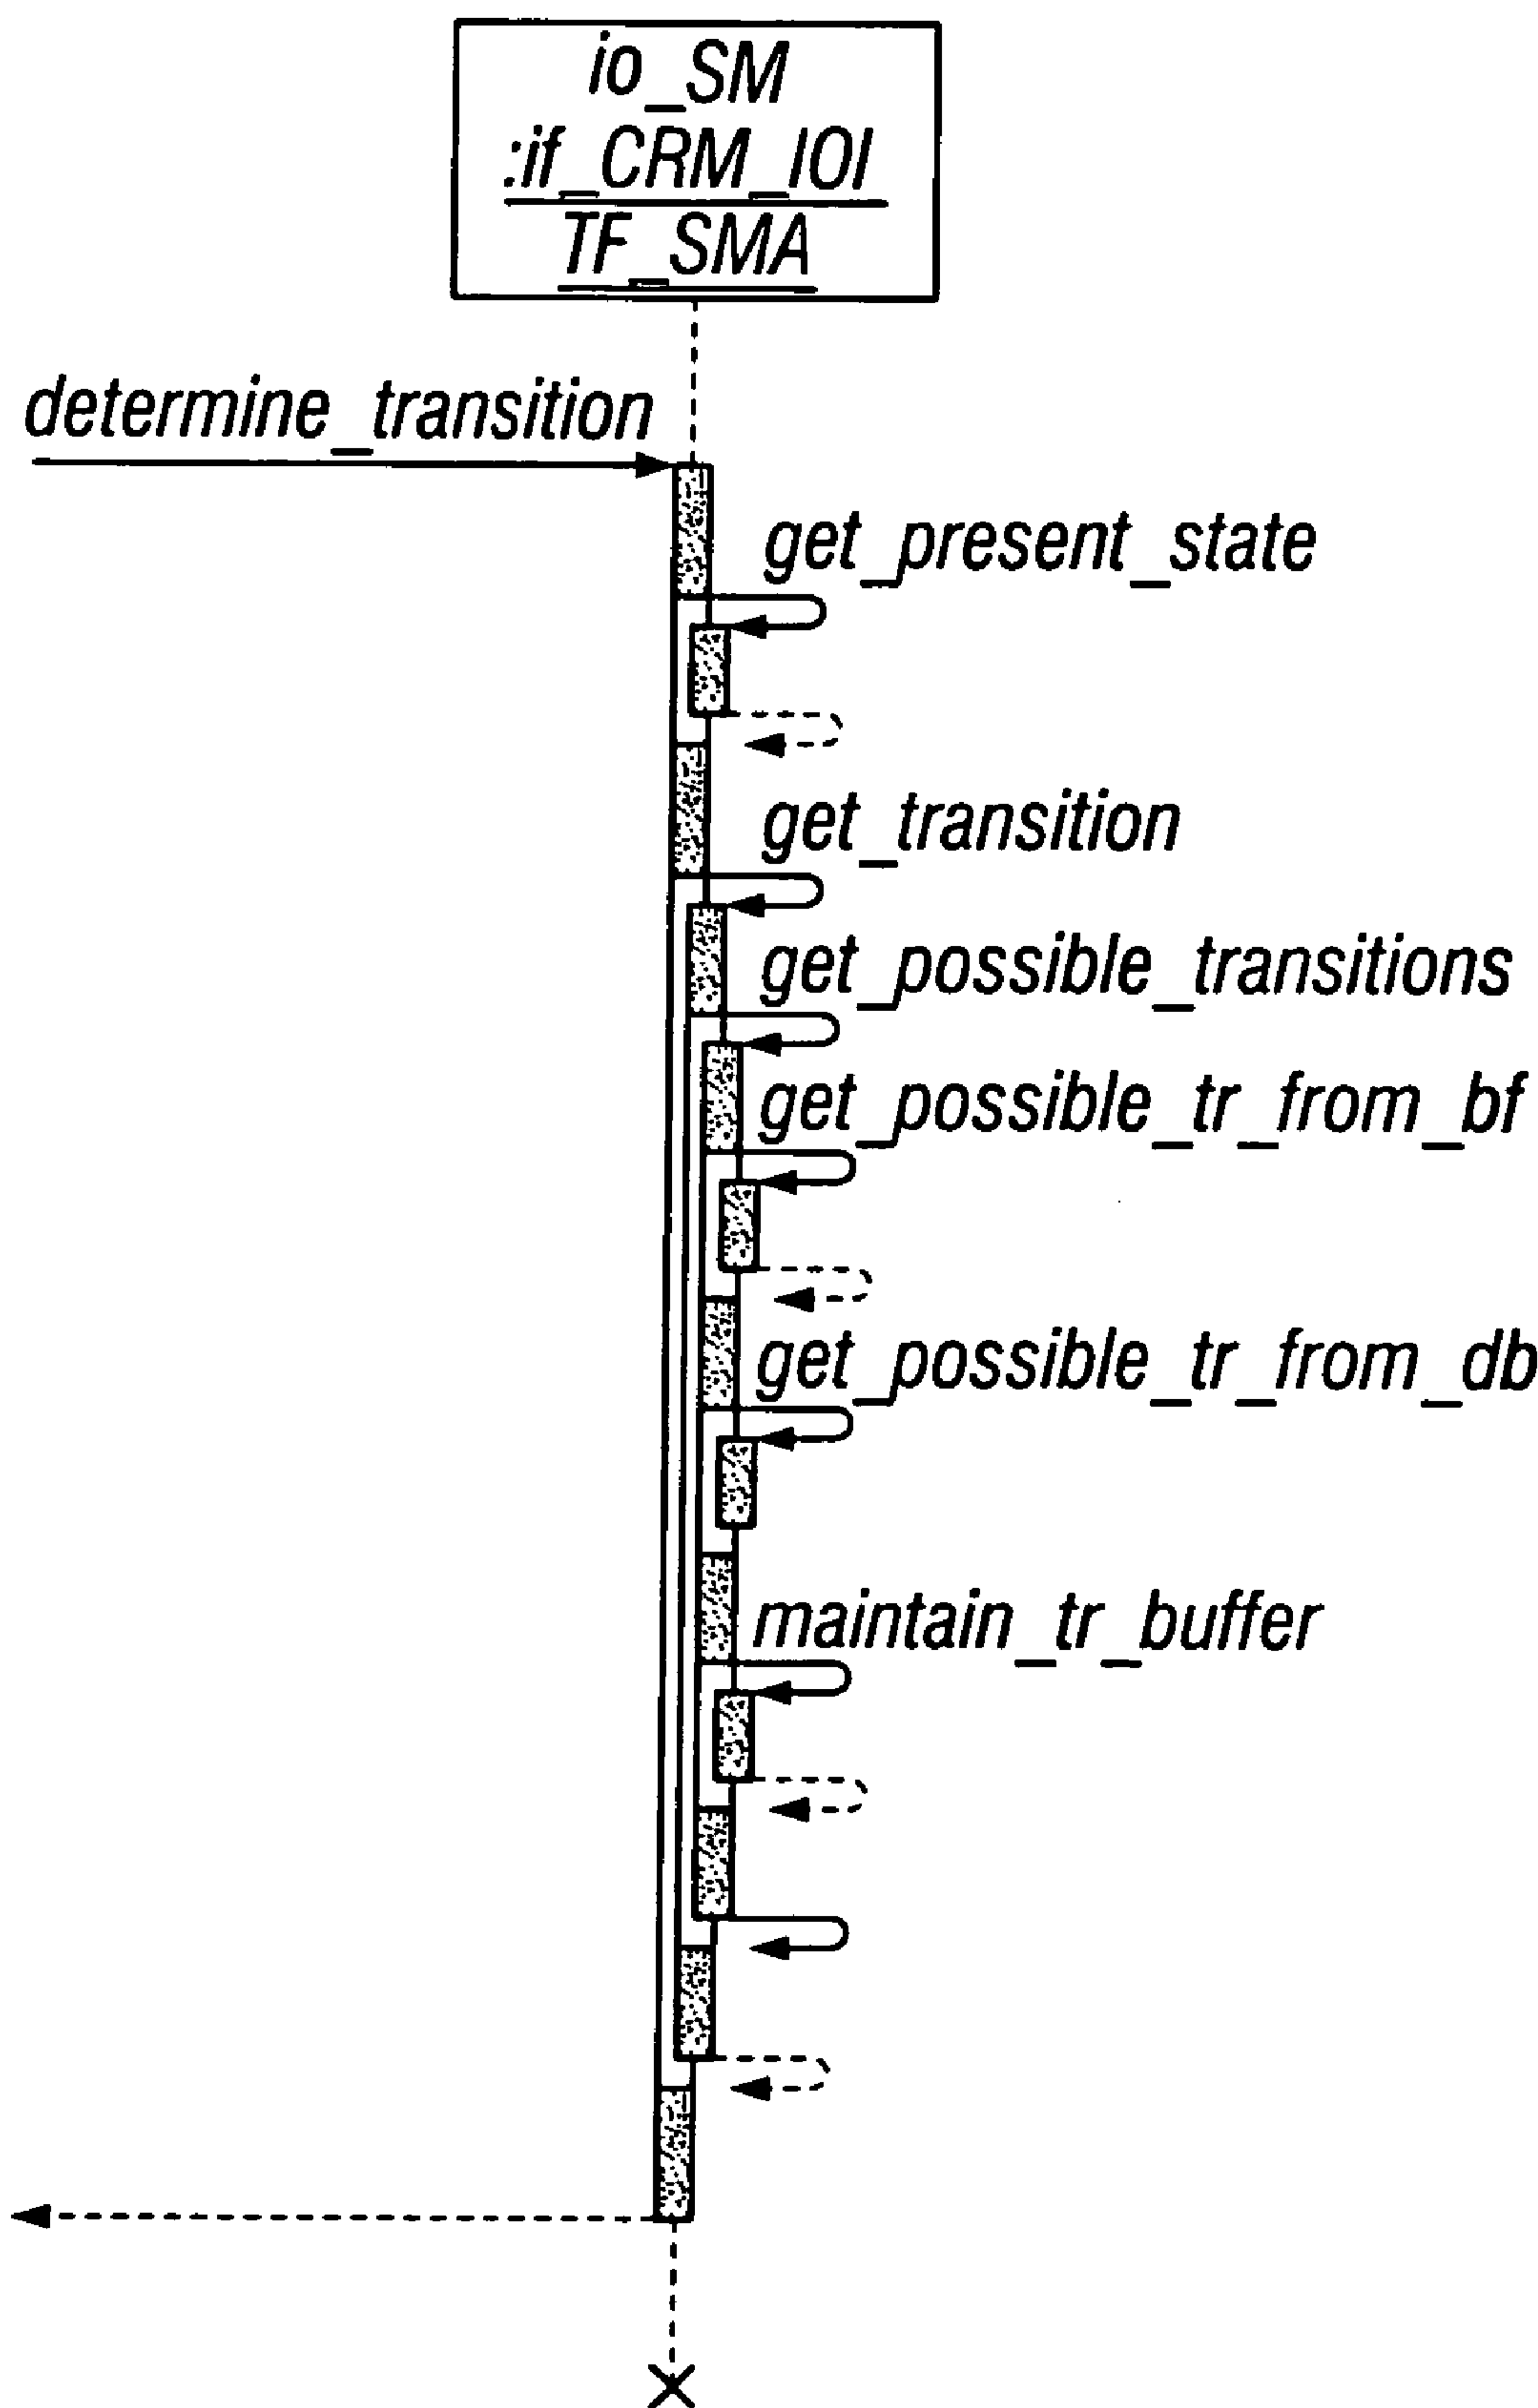 io_SM
:if_CRM_IOI
TF_SMA
determine_transition
get_present_state
get_transition
get_possible_transitions
get_possible_tr_from_bf
get_possible_tr_from_db
maintain_tr_buffer